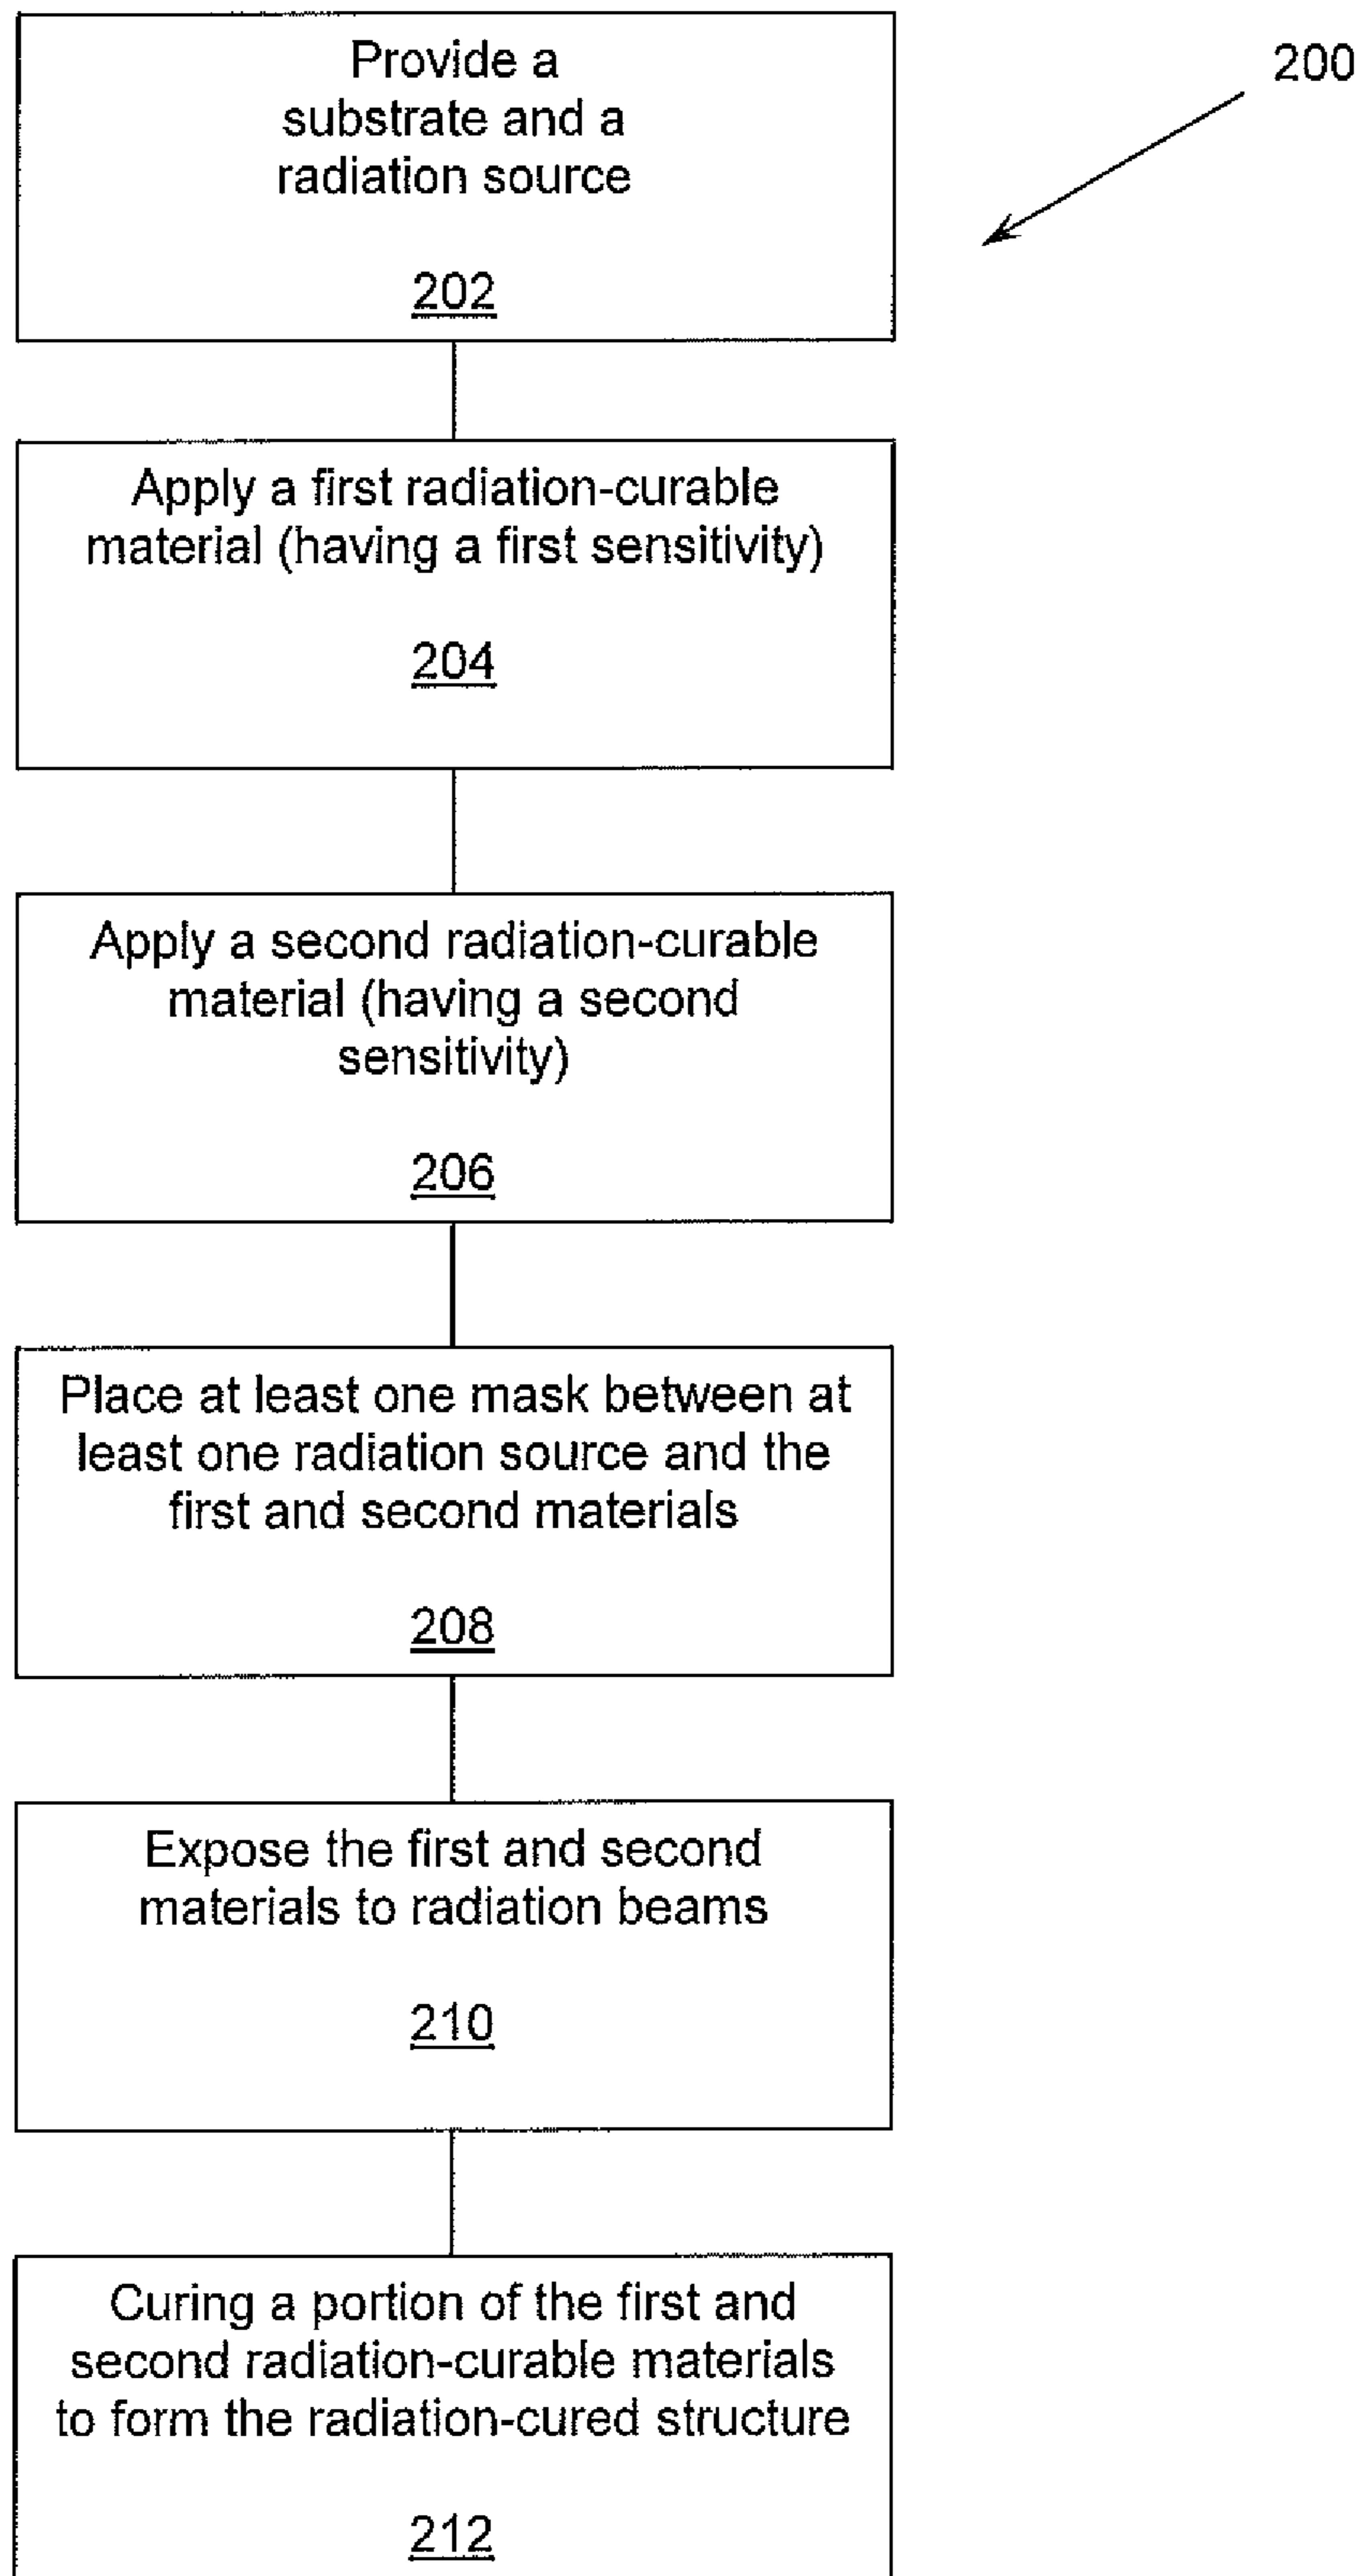 Provide a
substrate and a
radiation source
202
200
Apply a first radiation-curable
material (having a first sensitivity)
204
Apply a second radiation-curable
material (having a second
sensitivity)
206
Place at least one mask between at
least one radiation source and the
first and second materials
208
Expose the first and second
materials to radiation beams
210
Curing a portion of the first and
second radiation-curable materials
to form the radiation-cured structure
212